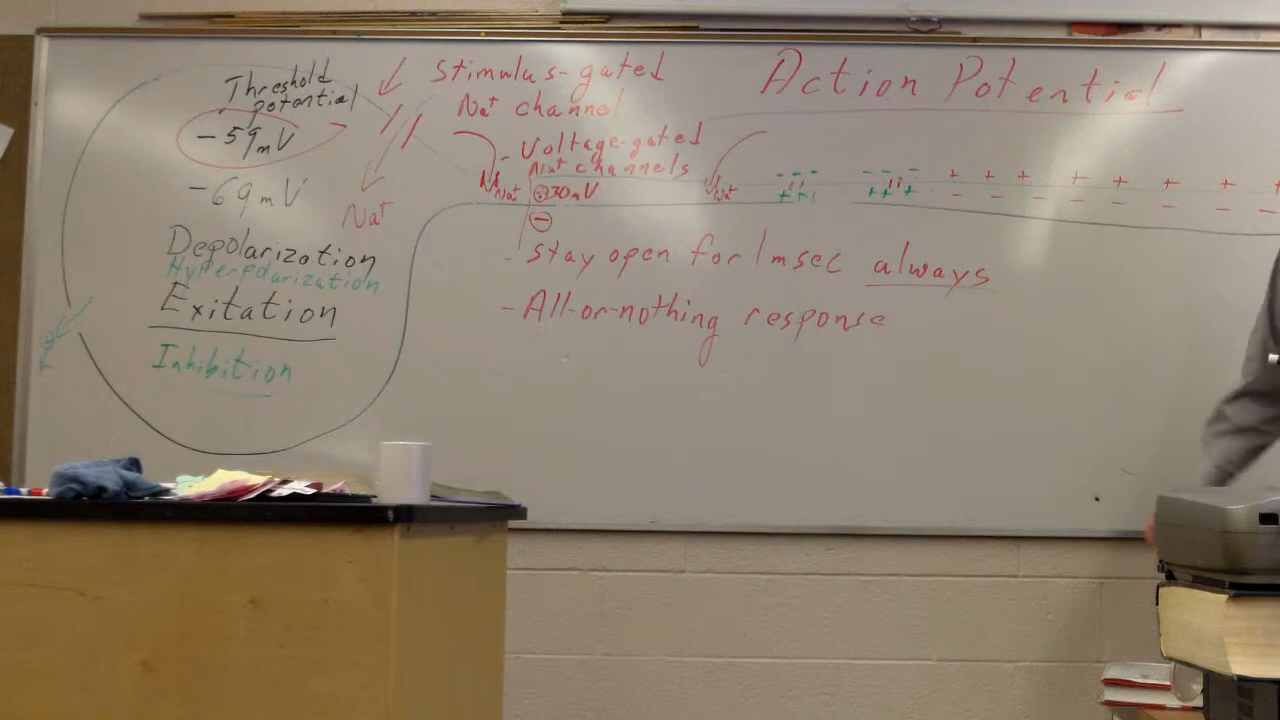 Action Potential
Threshold
potential
-59mV
-69mV
Stimulus-gated
Na+ channel
- Voltage-gated
Na+ channels
Na+
Na+
30mV
Na+
Depolarization
Hyperpolarization
Exitation
Inhibition
- Stay open for 1msec always
- All-or-nothing response
- - -
+ +
- - -
+ + +
+ + + + + + + +
- - - - - - - -